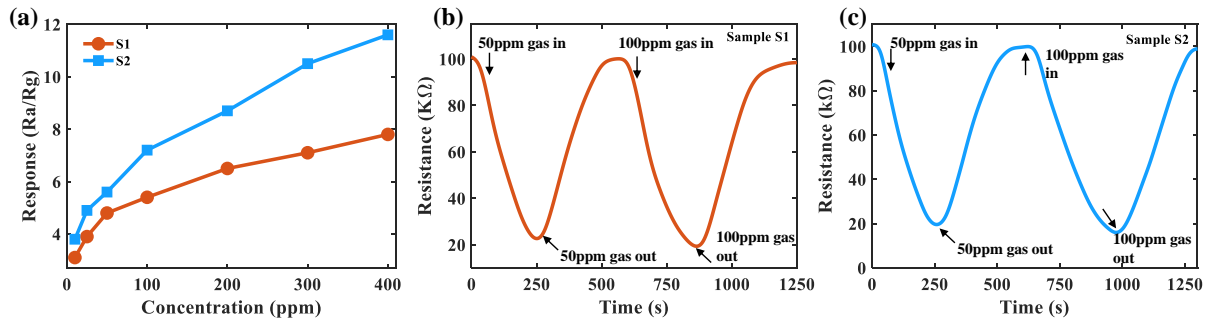 (a)
12
10
8
6
4
0
100
200
300
400
Response (Ra/Rg)
Concentration (ppm)
S1
S2
(b)
100
80
60
40
20
0
250
500
750
1000
1250
Resistance (KΩ)
Time (s)
Sample S1
50ppm gas in
100ppm gas in
50ppm gas out
100ppm gas
out
(c)
100
80
60
40
20
0
0
250
500
750
1000
1250
Resistance (kΩ)
Time (s)
Sample S2
50ppm gas in
100ppm gas
in
50ppm gas out
100ppm gas
out